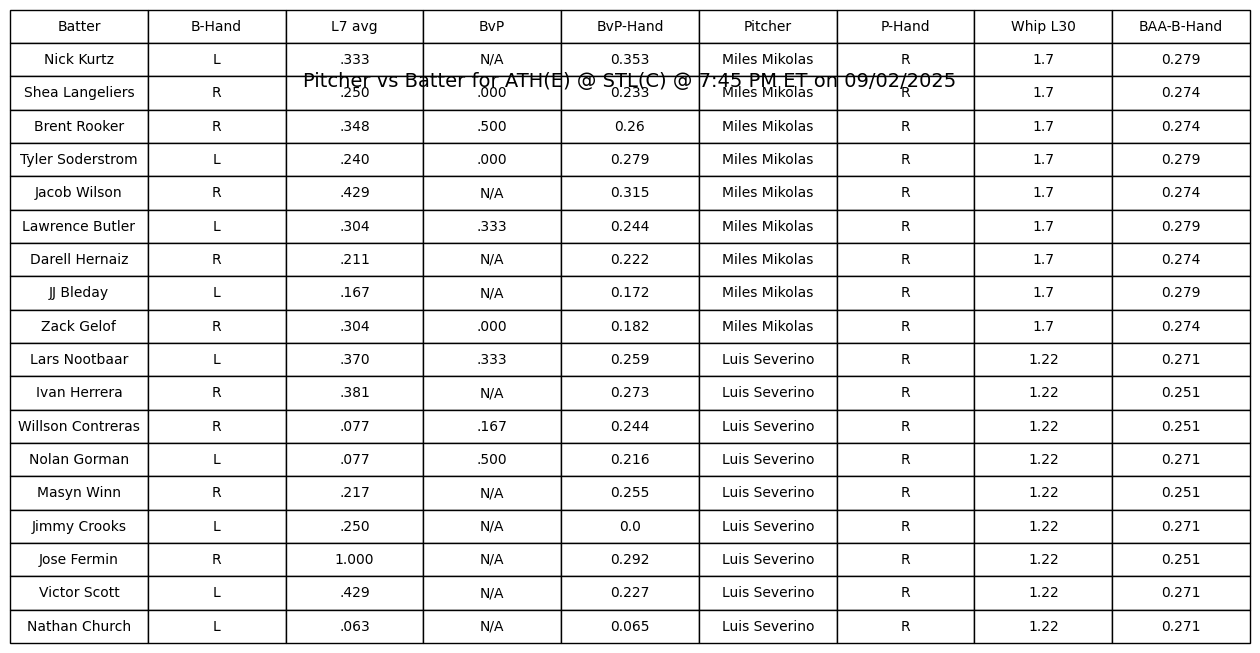 Batter B-Hand L7 avg BvP BvP-Hand Pitcher P-Hand Whip L30 BAA-B-Hand
Nick Kurtz L .333 N/A 0.353 Miles Mikolas R 1.7 0.279
Pitcher vs Batter for ATH(E) @ STL(C) @ 7:45 PM ET on 09/02/2025
Shea Langeliers R .250 .000 0.233 Miles Mikolas R 1.7 0.274
Brent Rooker R .348 .500 0.26 Miles Mikolas R 1.7 0.274
Tyler Soderstrom L .240 .000 0.279 Miles Mikolas R 1.7 0.279
Jacob Wilson R .429 N/A 0.315 Miles Mikolas R 1.7 0.274
Lawrence Butler L .304 .333 0.244 Miles Mikolas R 1.7 0.279
Darell Hernaiz R .211 N/A 0.222 Miles Mikolas R 1.7 0.274
JJ Bleday L .167 N/A 0.172 Miles Mikolas R 1.7 0.279
Zack Gelof R .304 .000 0.182 Miles Mikolas R 1.7 0.274
Lars Nootbaar L .370 .333 0.259 Luis Severino R 1.22 0.271
Ivan Herrera R .381 N/A 0.273 Luis Severino R 1.22 0.251
Willson Contreras R .077 .167 0.244 Luis Severino R 1.22 0.251
Nolan Gorman L .077 .500 0.216 Luis Severino R 1.22 0.271
Masyn Winn R .217 N/A 0.255 Luis Severino R 1.22 0.251
Jimmy Crooks L .250 N/A 0.0 Luis Severino R 1.22 0.271
Jose Fermin R 1.000 N/A 0.292 Luis Severino R 1.22 0.251
Victor Scott L .429 N/A 0.227 Luis Severino R 1.22 0.271
Nathan Church L .063 N/A 0.065 Luis Severino R 1.22 0.271